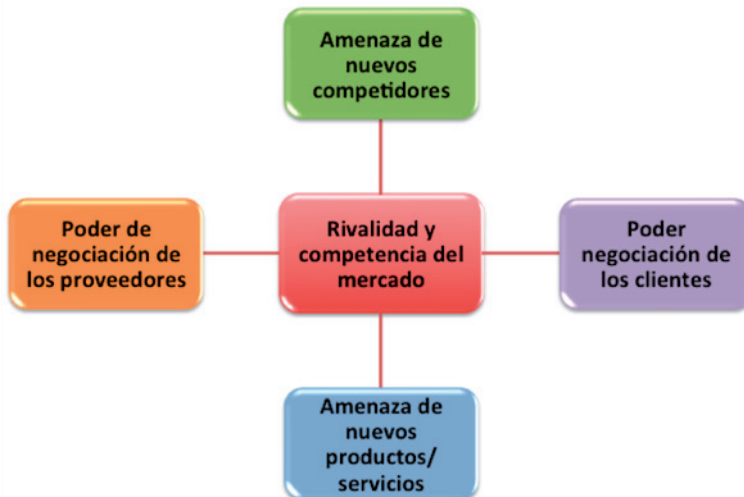 Amenaza de
nuevos
competidores
Poder de
negociación de
los proveedores
Rivalidad y
competencia del
mercado
Poder
negociación de
los clientes
Amenaza de
nuevos
productos/
servicios